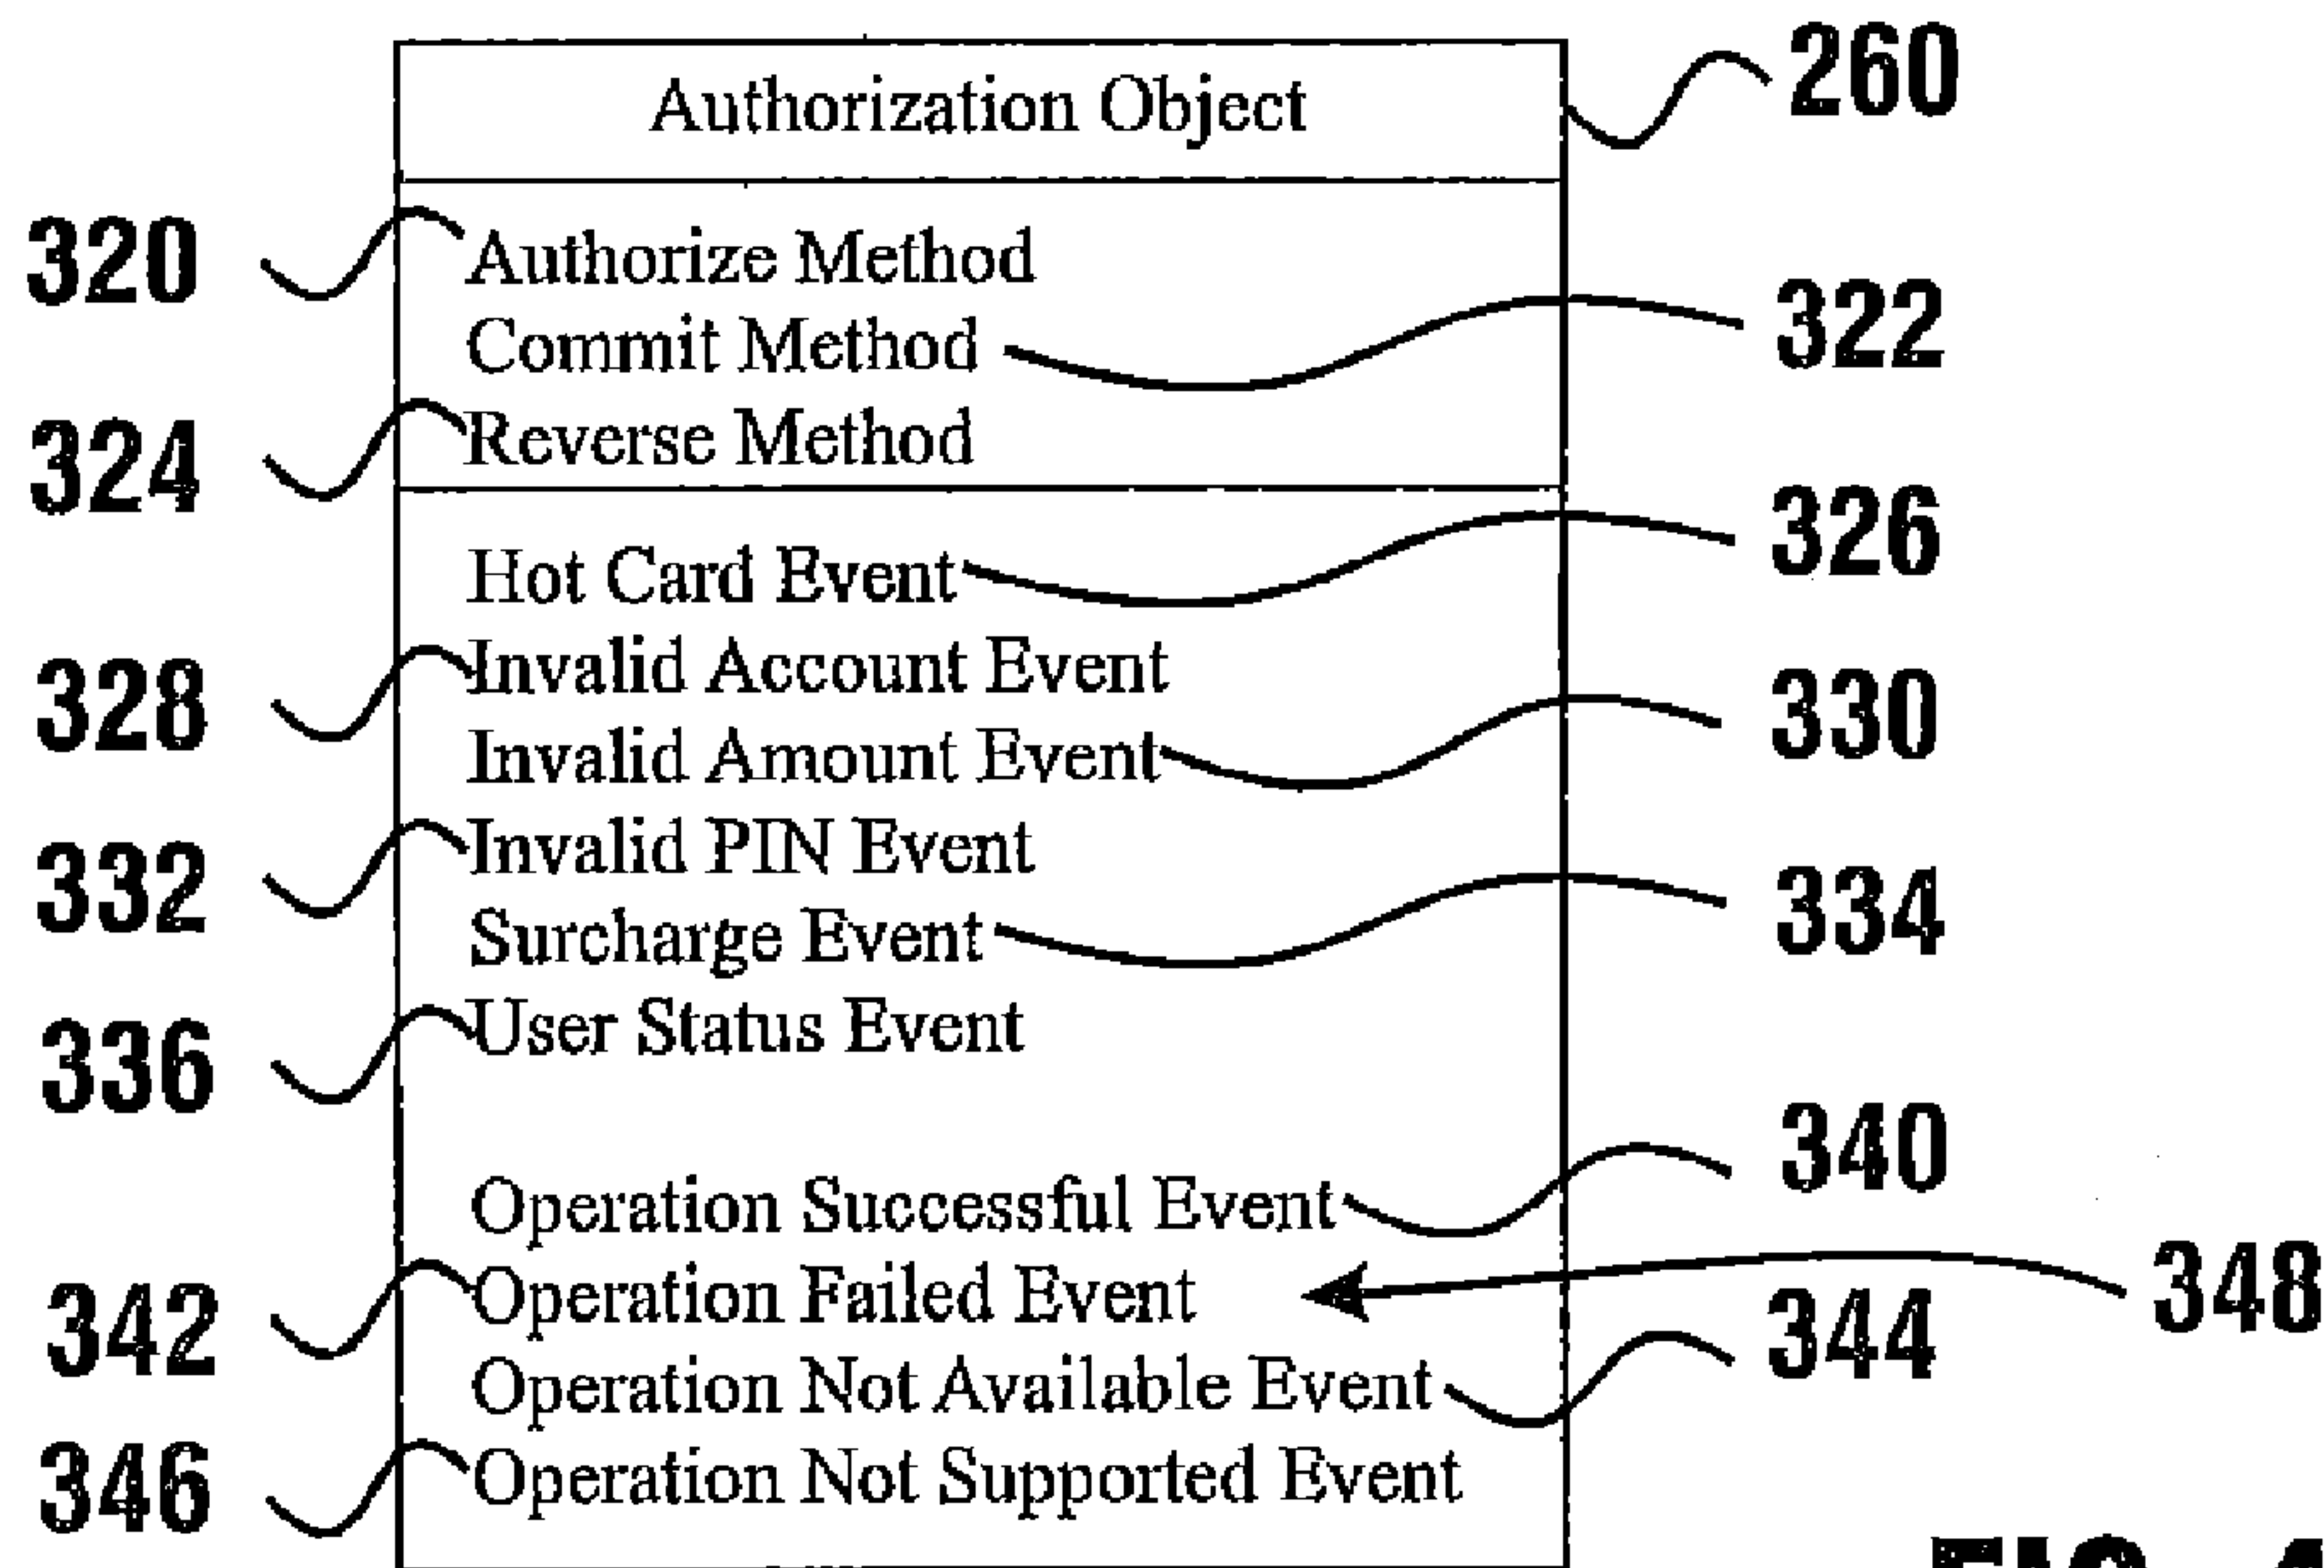 Authorization Object 260
320 Authorize Method
Commit Method 322
324 Reverse Method
Hot Card Event 326
328 Invalid Account Event
Invalid Amount Event 330
332 Invalid PIN Event
Surcharge Event 334
336 User Status Event
Operation Successful Event 340
342 Operation Failed Event 348
Operation Not Available Event 344
346 Operation Not Supported Event